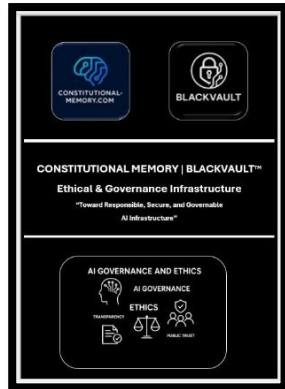 CONSTITUTIONAL-
MEMORY.COM
BLACKVAULT
CONSTITUTIONAL MEMORY | BLACKVAULT™
Ethical & Governance Infrastructure
“Toward Responsible, Secure, and Governable
AI Infrastructure”
AI GOVERNANCE AND ETHICS
AI GOVERNANCE
ETHICS
TRANSPARENCY
PUBLIC TRUST